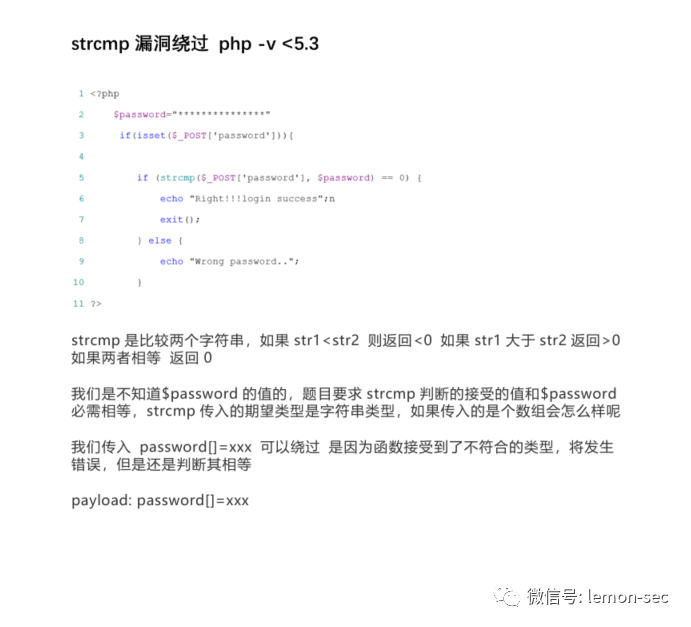 strcmp 漏洞绕过 php -v <5.3
1 <?php
2 $password="***************"
3 if(isset($_POST['password'])){
4
5 if (strcmp($_POST['password'], $password) == 0) {
6 echo "Right!!!login success";n
7 exit();
8 } else {
9 echo "Wrong password..";
10 }
11 ?>
strcmp 是比较两个字符串，如果 str1<str2 则返回<0 如果 str1 大于 str2 返回>0
如果两者相等 返回 0
我们是不知道$password 的值的，题目要求 strcmp 判断的接受的值和$password
必需相等，strcmp 传入的期望类型是字符串类型，如果传入的是个数组会怎么样呢
我们传入 password[]=xxx 可以绕过 是因为函数接受到了不符合的类型，将发生
错误，但是还是判断其相等
payload: password[]=xxx
微信号: lemon-sec